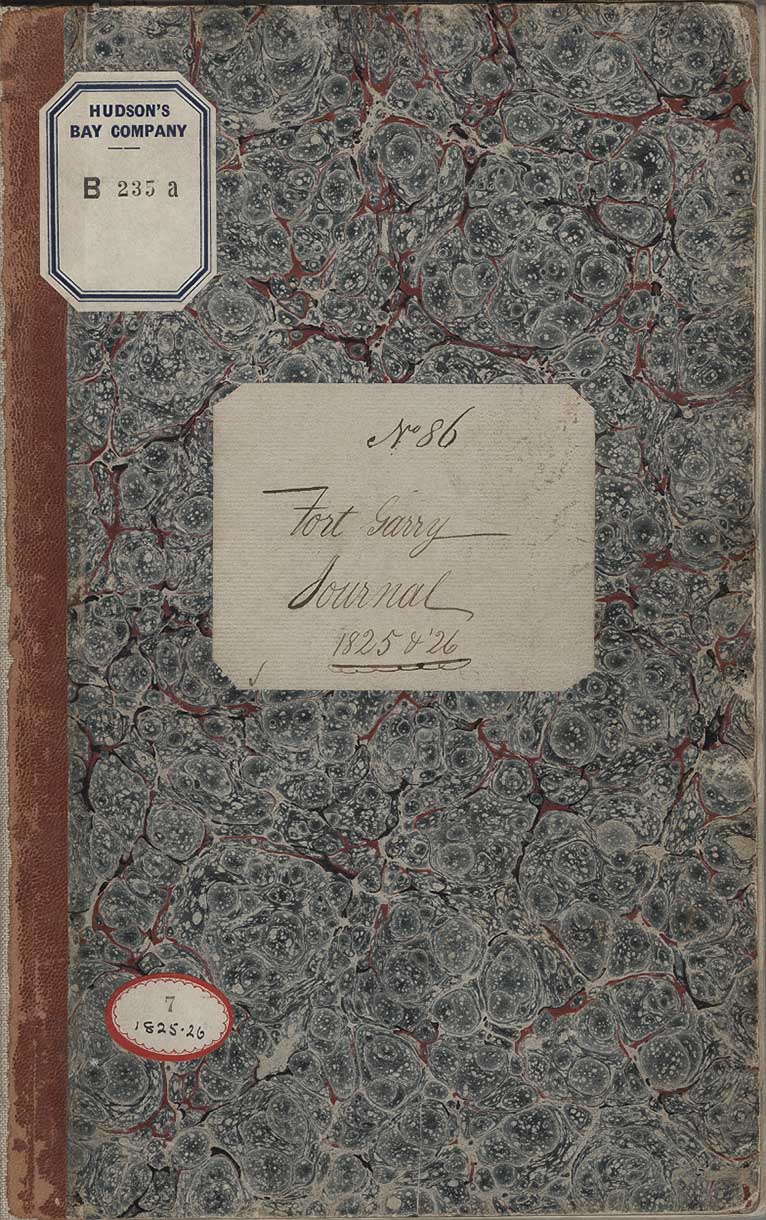 HUDSON'S
BAY COMPANY
B 235 a
No 86
Fort Garry
Journal
1825 & '26
7
1825-26